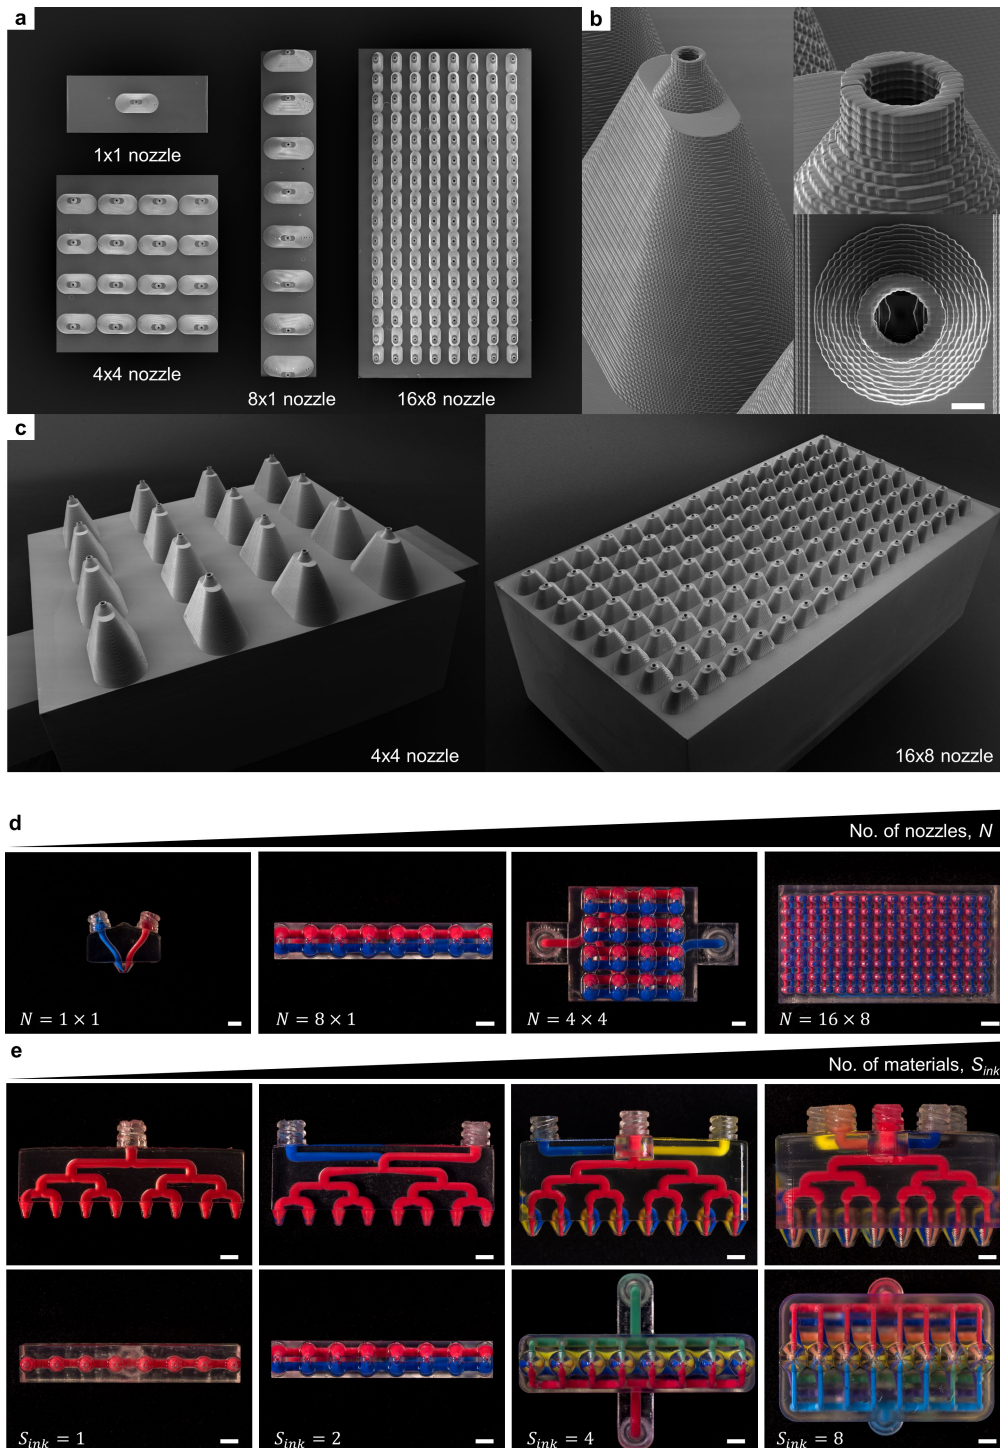 a
1x1 nozzle
4x4 nozzle
8x1 nozzle
16x8 nozzle
b
c
4x4 nozzle
16x8 nozzle
d
No. of nozzles, N
N = 1 × 1
N = 8 × 1
N = 4 × 4
N = 16 × 8
e
No. of materials, S_ink
S_ink = 1
S_ink = 2
S_ink = 4
S_ink = 8